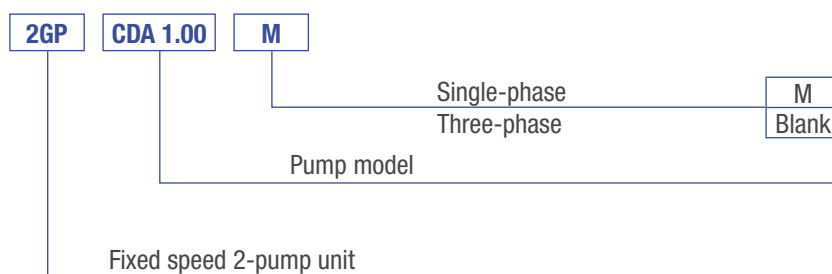 2GP CDA 1.00 M
Single-phase M
Three-phase Blank
Pump model
Fixed speed 2-pump unit